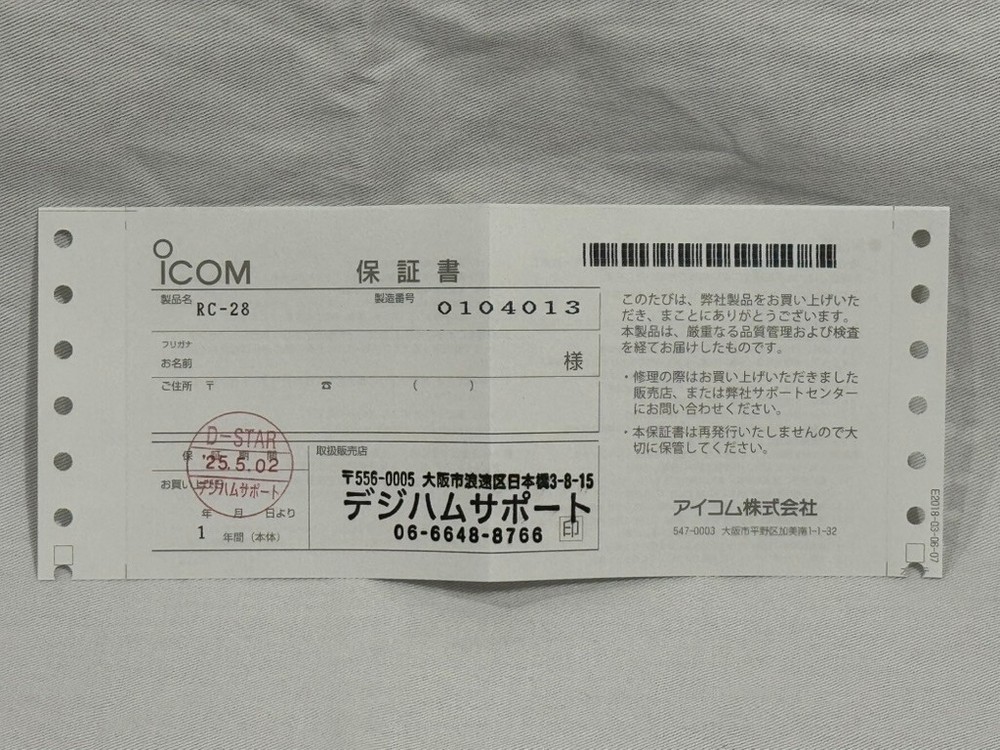 ICOM
保証書
製品名 RC-28
製造番号 0104013
フリガナ
お名前 様
ご住所 〒 ☎ ( )
保証期間
D-STAR
'25.5.02
デジハムサポート
お買い上げ日
年 月 日より
1 年間（本体）
取扱販売店
〒556-0005 大阪市浪速区日本橋3-8-15
デジハムサポート
06-6648-8766
印
このたびは、弊社製品をお買い上げいた
だき、まことにありがとうございます。
本製品は、厳重なる品質管理および検査
を経てお届けしたものです。
・修理の際はお買い上げいただきました
販売店、または弊社サポートセンター
にお問い合わせください。
・本保証書は再発行いたしませんので大
切に保管してください。
アイコム株式会社
547-0003 大阪市平野区加美南1-1-32
E2018-03-06-07